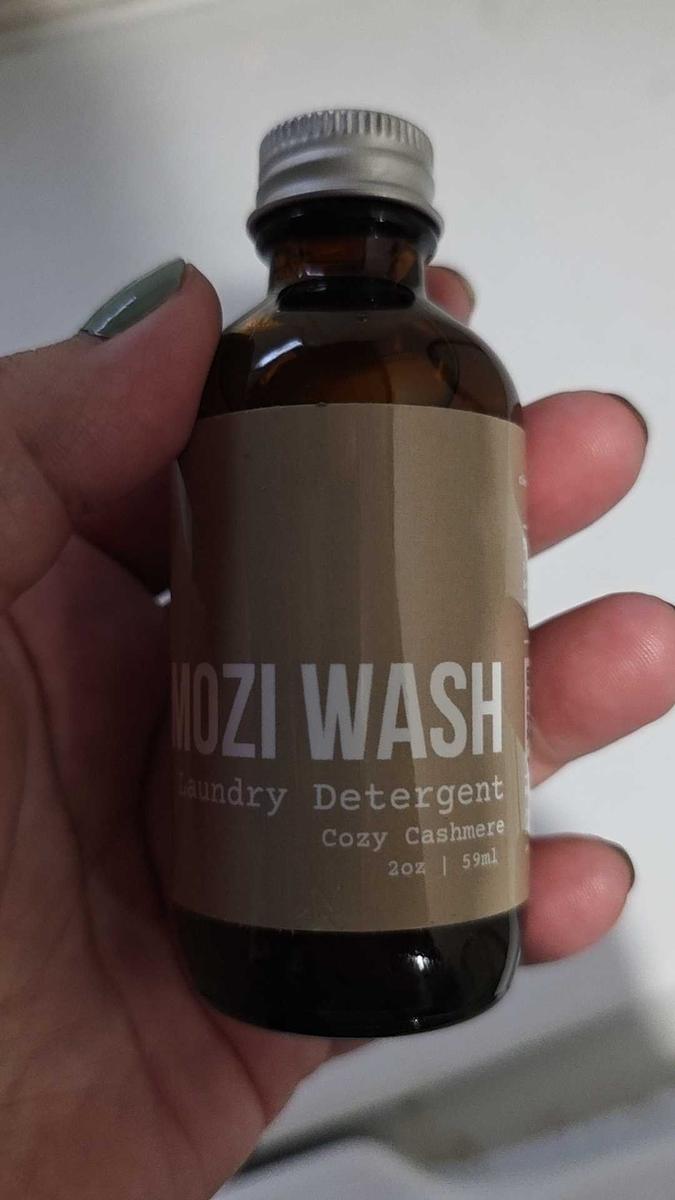 MOZI WASH
Laundry Detergent
Cozy Cashmere
2oz | 59ml